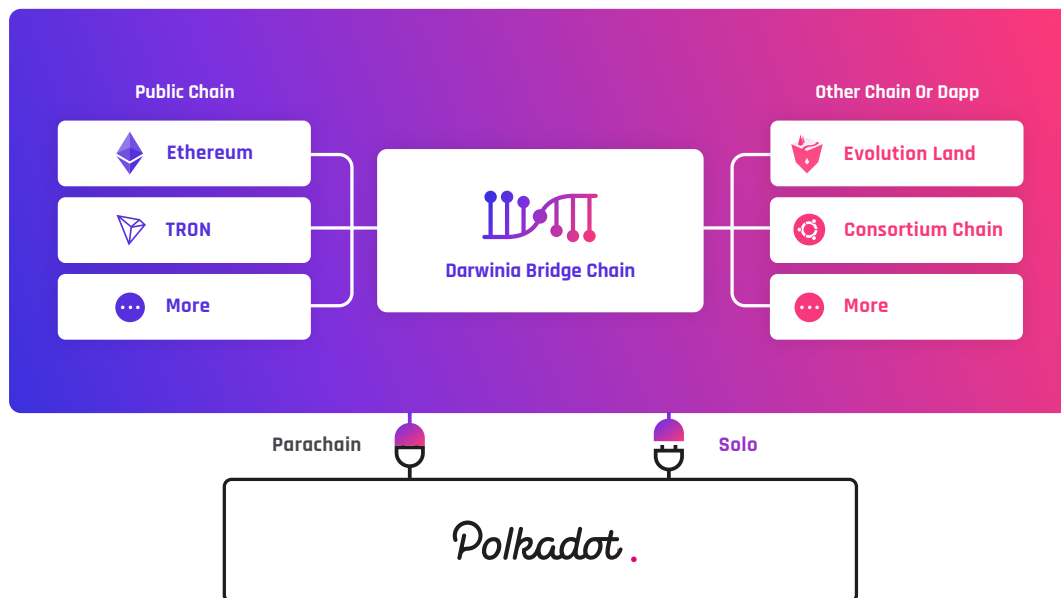 Public Chain
Other Chain Or Dapp
Ethereum
Evolution Land
TRON
Consortium Chain
Darwinia Bridge Chain
More
More
Parachain
Solo
Polkadot.